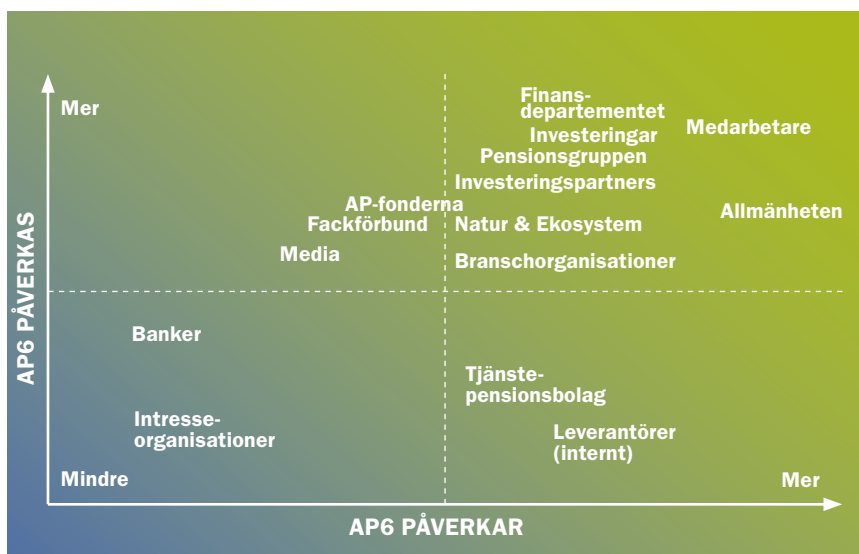 Mer
Finans-
departementet
Investeringar
Medarbetare
Pensionsgruppen
Investeringspartners
AP-fonderna
Allmänheten
Fackförbund
Natur & Ekosystem
Media
Branschorganisationer
AP6 PÅVERKAS
Banker
Tjänste-
pensionsbolag
Intresse-
organisationer
Leverantörer
(internt)
Mindre
Mer
AP6 PÅVERKAR